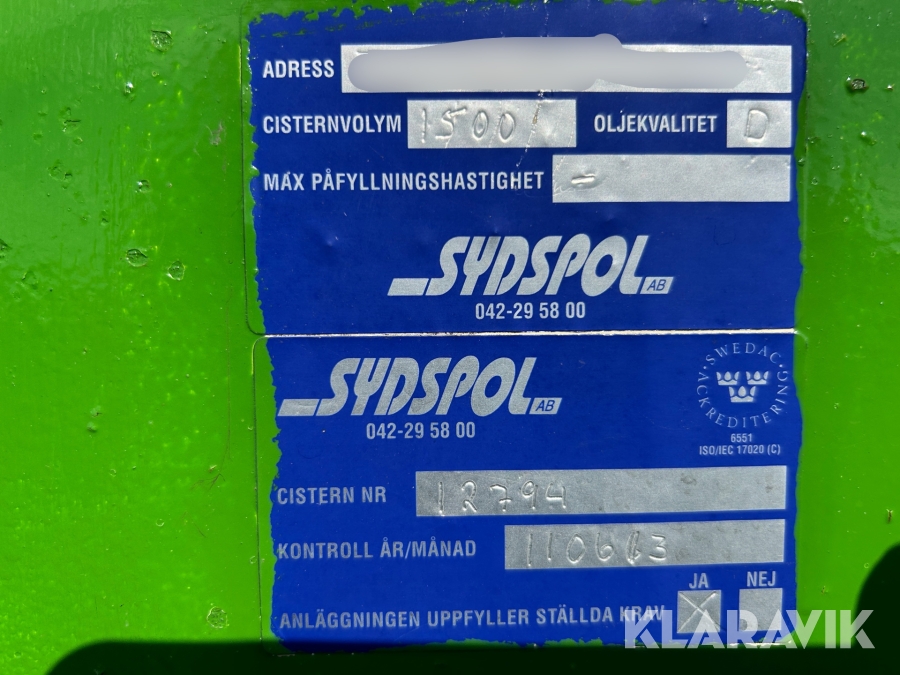 ADRESS
CISTERNVOLYM 1500 OLJEKVALITET D
MAX PÅFYLLNINGSHASTIGHET -
SYDSPOL AB
042-29 58 00
SYDSPOL AB
042-29 58 00
SWEDAC ACKREDITERING
6551
ISO/IEC 17020 (C)
CISTERN NR 12794
KONTROLL ÅR/MÅNAD
JA NEJ
ANLÄGGNINGEN UPPFYLLER STÄLLDA KRAV
KLARAVIK